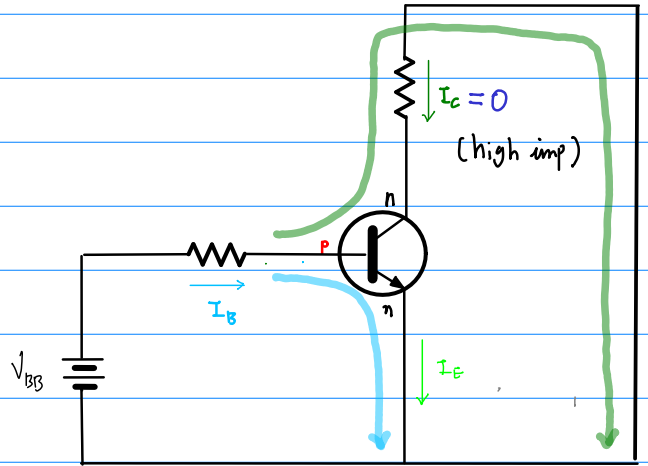 I_C = 0
(high imp)
n
p
n
I_B
V_BB
I_E